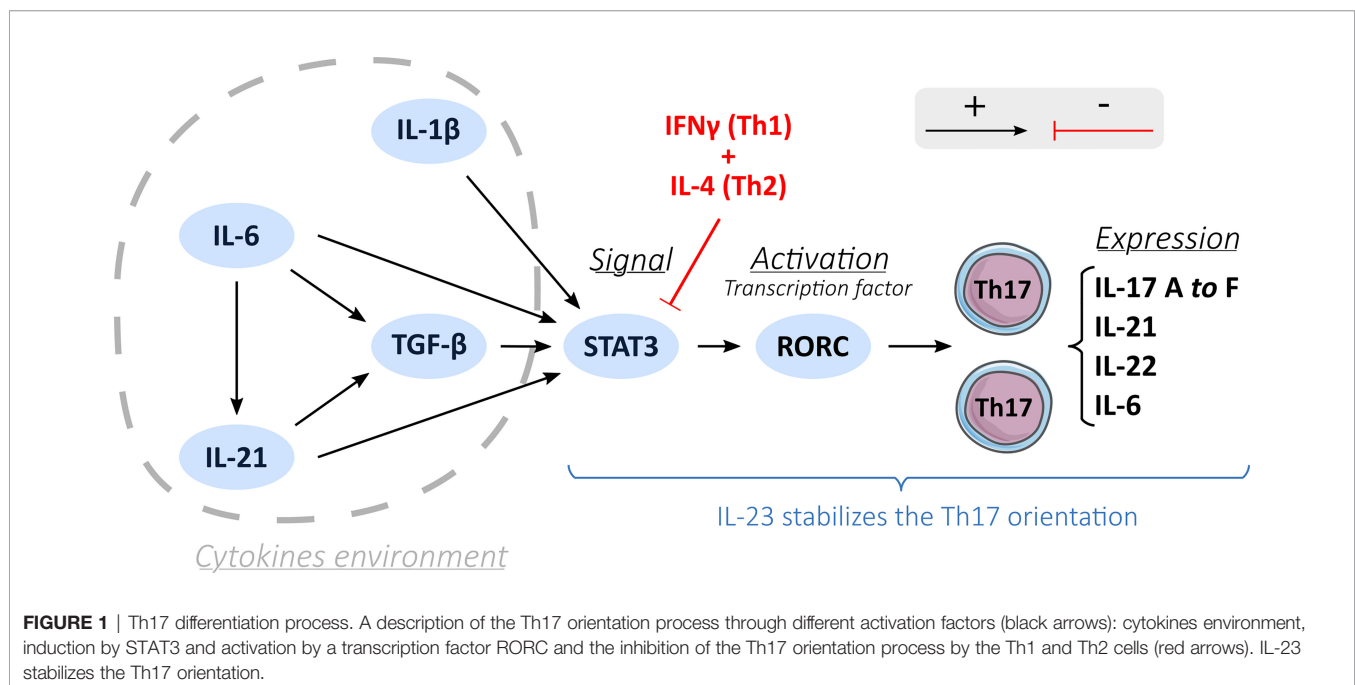 IL-1β
IFNγ (Th1)
+
IL-4 (Th2)
+ -
IL-6
Signal
Activation
Transcription factor
Expression
TGF-β
STAT3
RORC
Th17
Th17
IL-17 A to F
IL-21
IL-22
IL-6
IL-21
IL-23 stabilizes the Th17 orientation
Cytokines environment
FIGURE 1 | Th17 differentiation process. A description of the Th17 orientation process through different activation factors (black arrows): cytokines environment,
induction by STAT3 and activation by a transcription factor RORC and the inhibition of the Th17 orientation process by the Th1 and Th2 cells (red arrows). IL-23
stabilizes the Th17 orientation.